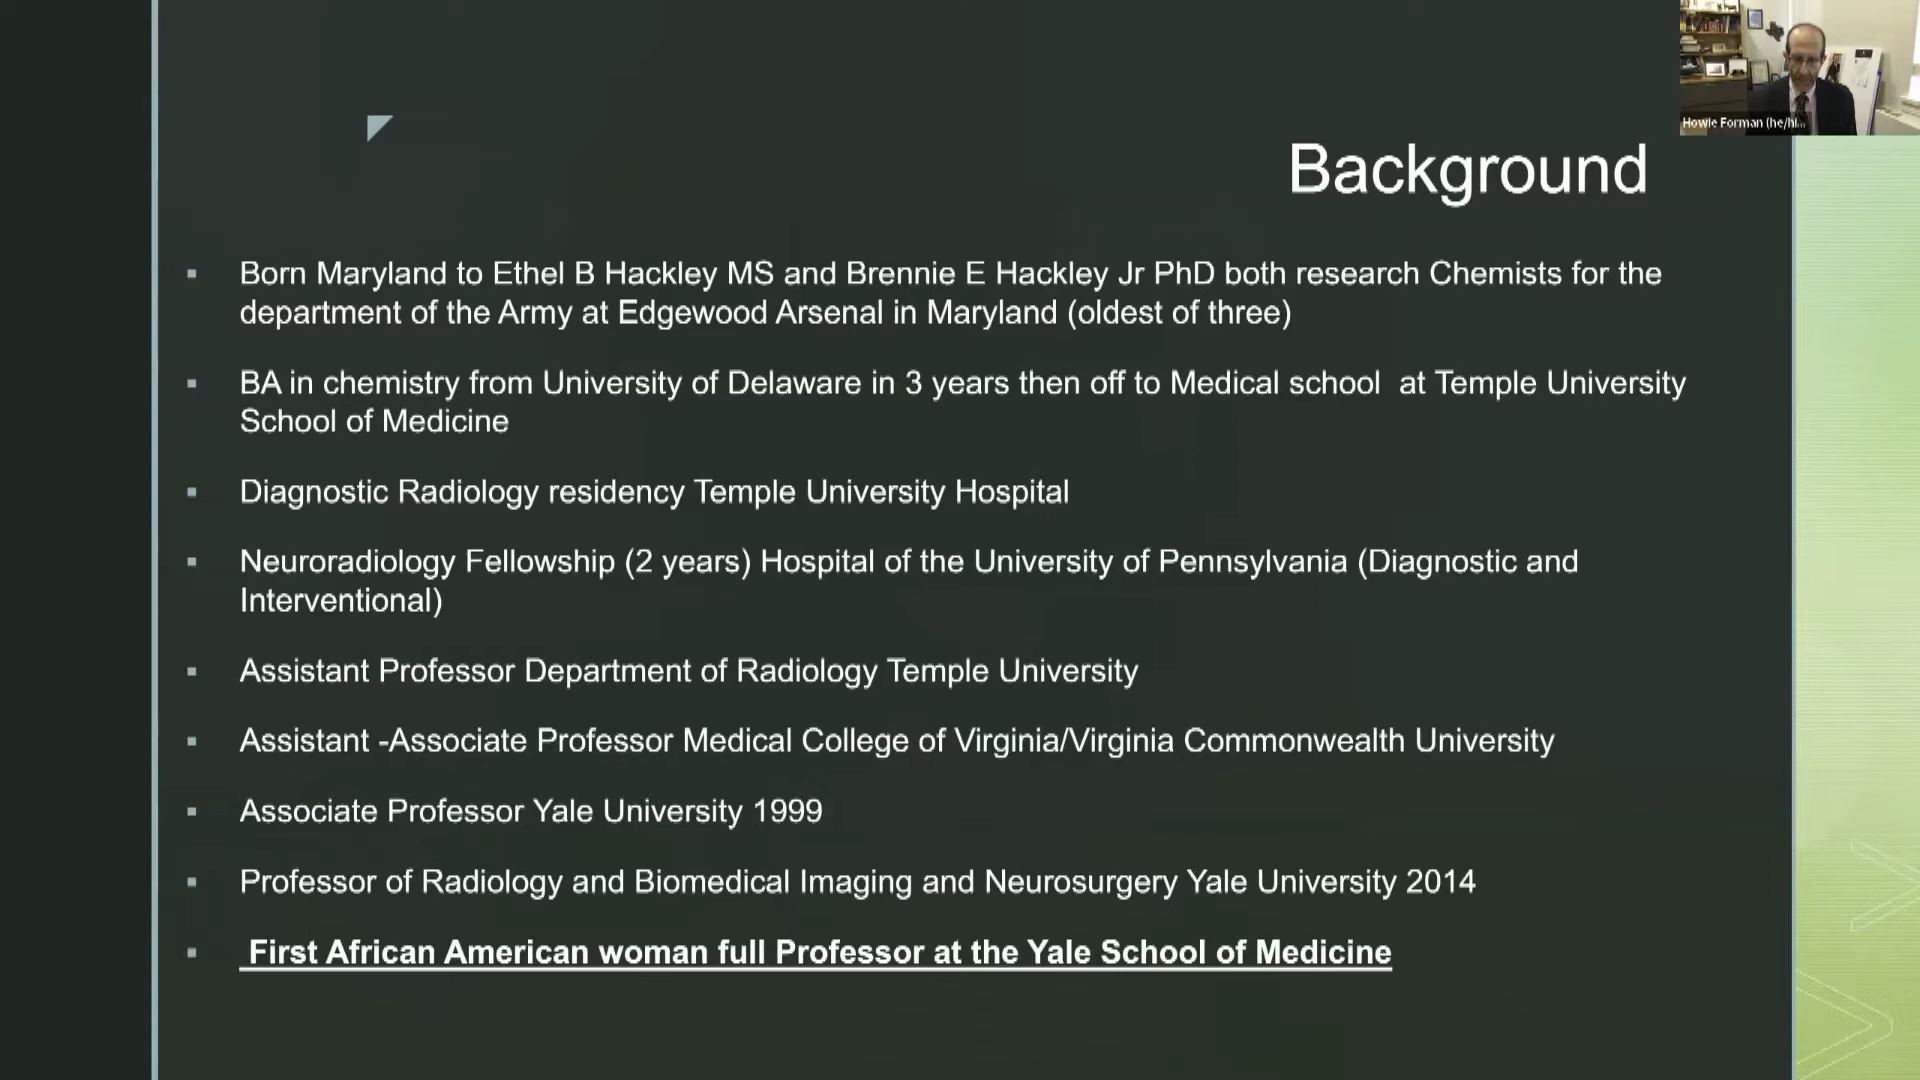 Howie Forman (he/hi...
Background
Born Maryland to Ethel B Hackley MS and Brennie E Hackley Jr PhD both research Chemists for the
department of the Army at Edgewood Arsenal in Maryland (oldest of three)
BA in chemistry from University of Delaware in 3 years then off to Medical school  at Temple University
School of Medicine
Diagnostic Radiology residency Temple University Hospital
Neuroradiology Fellowship (2 years) Hospital of the University of Pennsylvania (Diagnostic and
Interventional)
Assistant Professor Department of Radiology Temple University
Assistant -Associate Professor Medical College of Virginia/Virginia Commonwealth University
Associate Professor Yale University 1999
Professor of Radiology and Biomedical Imaging and Neurosurgery Yale University 2014
First African American woman full Professor at the Yale School of Medicine